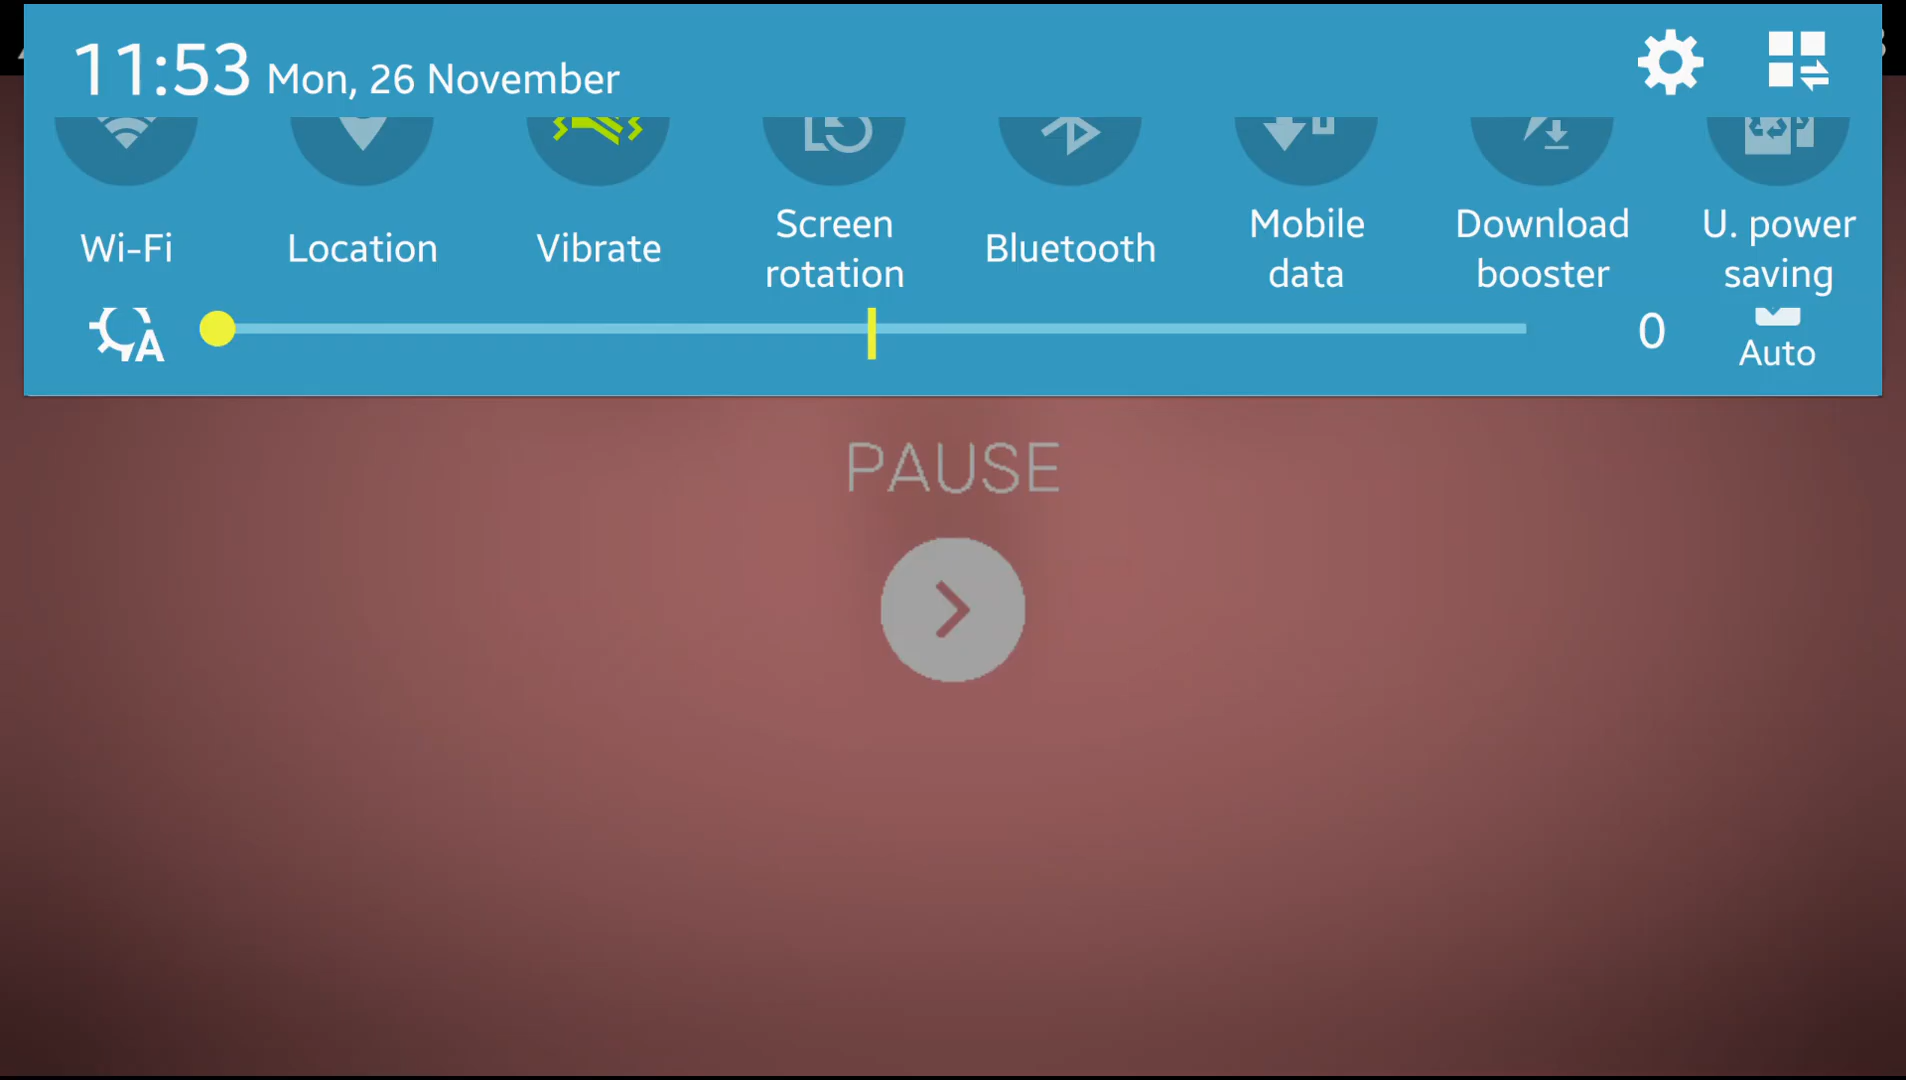 11:53 Mon, 26 November
Wi-Fi
Location
Vibrate
Screen
rotation
Bluetooth
Mobile
data
Download
booster
U. power
saving
A
0
Auto
PAUSE